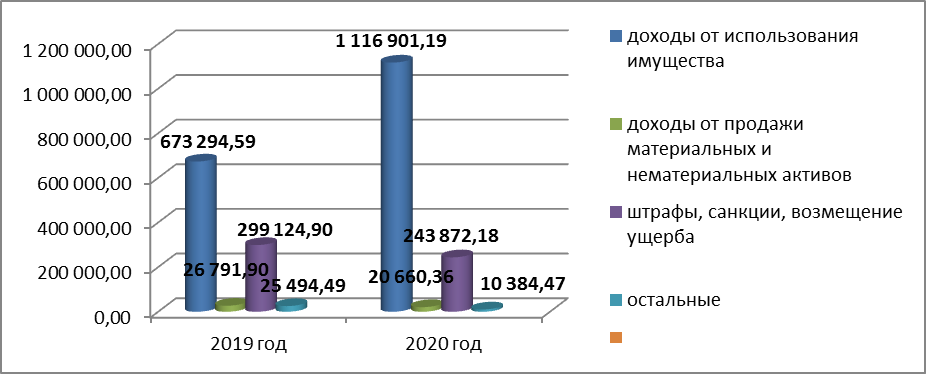 1 200 000,00
1 000 000,00
800 000,00
600 000,00
400 000,00
200 000,00
0,00
673 294,59
26 791,90
299 124,90
25 494,49
1 116 901,19
20 660,36
243 872,18
10 384,47
2019 год
2020 год
доходы от использования
имущества
доходы от продажи
материальных и
нематериальных активов
штрафы, санкции, возмещение
ущерба
остальные